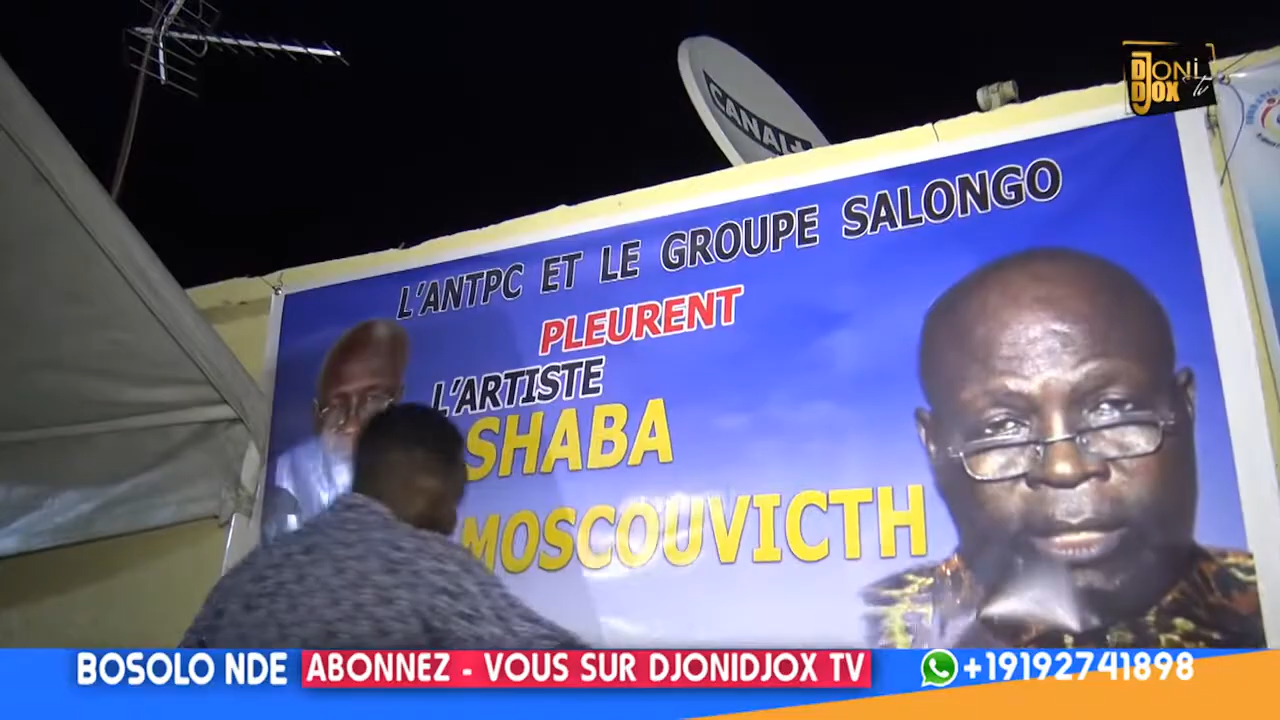 DJONi
DJOX tv
CANAL+
L'ANTPC ET LE GROUPE SALONGO
PLEURENT
L'ARTISTE
SHABA
MOSCOUVICTH
BOSOLO NDE ABONNEZ - VOUS SUR DJONIDJOX TV +19192741898